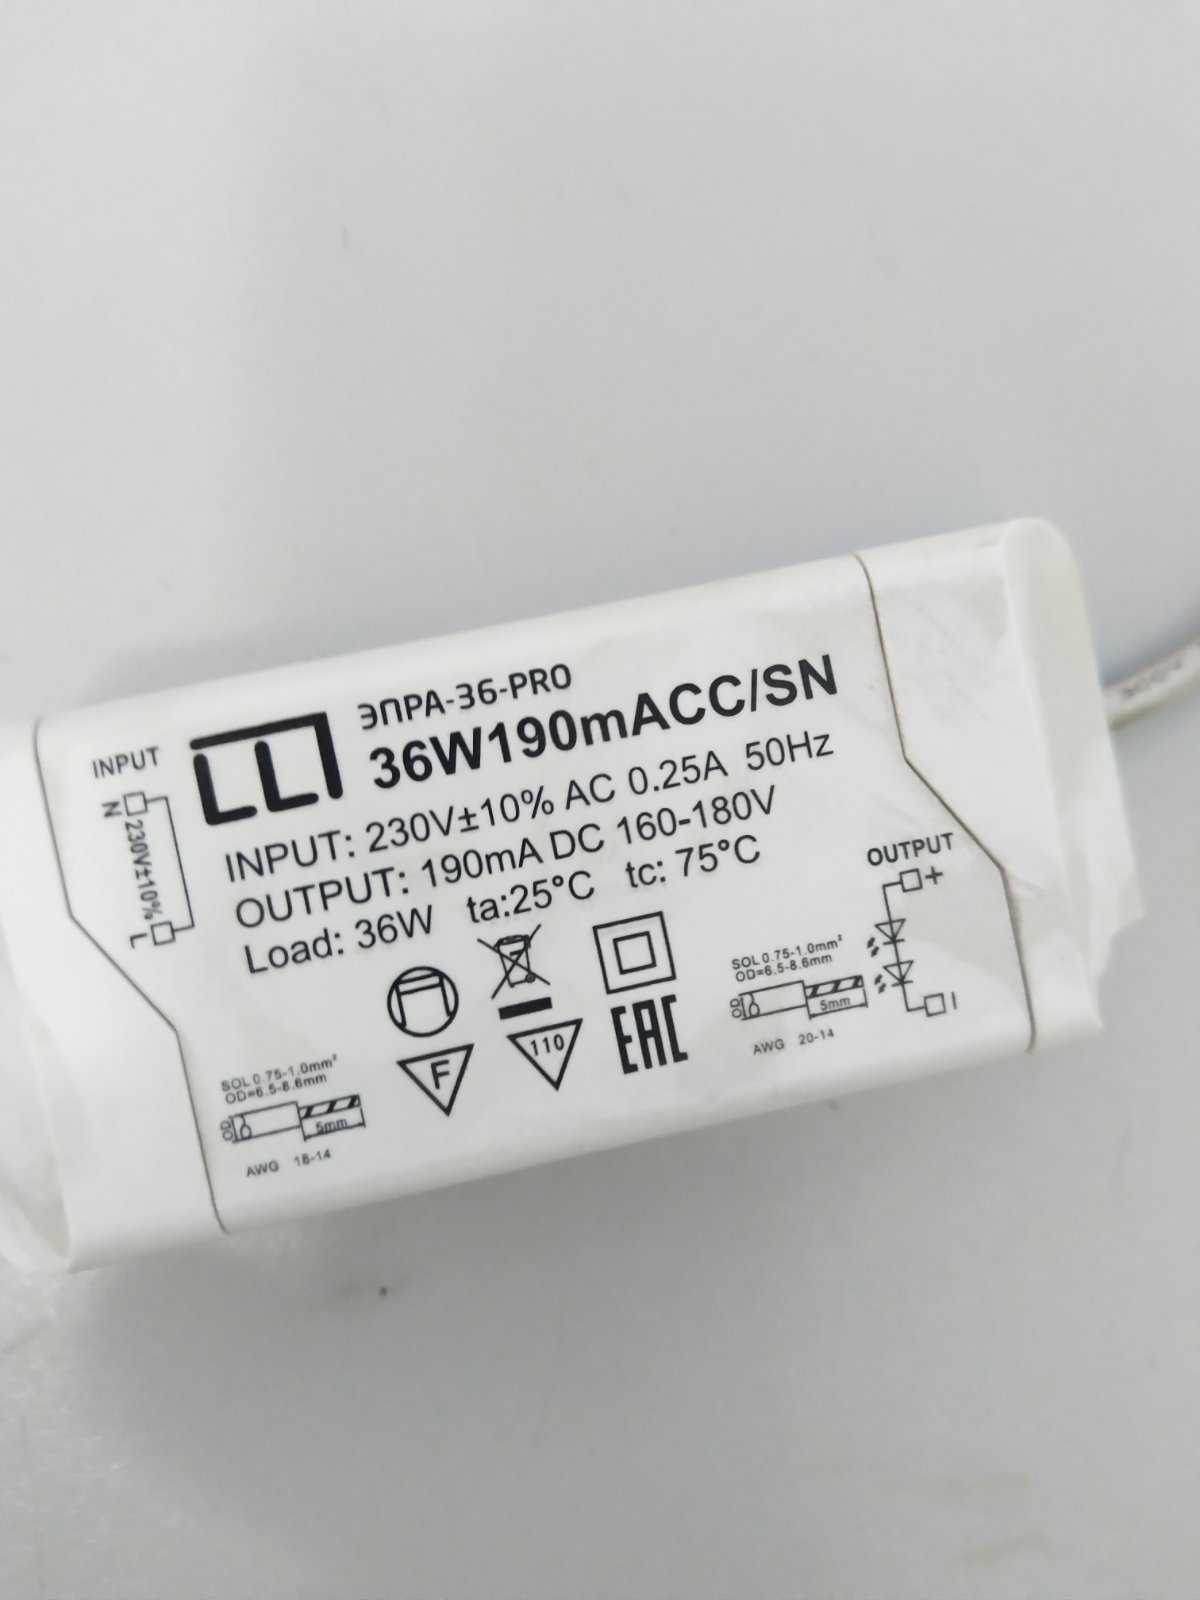 ЭПРА-36-PRO
LLT
36W190mACC/SN
INPUT
N
230V±10%
L
INPUT: 230V±10% AC 0.25A 50Hz
OUTPUT: 190mA DC 160-180V
Load: 36W ta:25°C tc: 75°C
OUTPUT
+
F
110
EAC
SOL 0.75-1.0mm²
OD=6.5-8.6mm
OD
5mm
AWG 20-14
SOL 0.75-1.0mm²
OD=6.5-8.6mm
OD
5mm
AWG 18-14